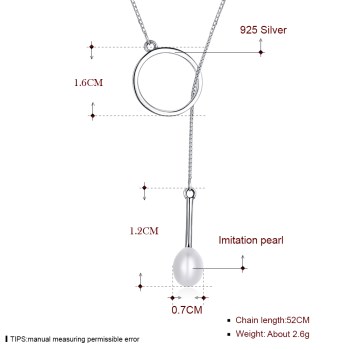 925 Silver
1.6CM
1.2CM
Imitation pearl
0.7CM
Chain length:52CM
Weight: About 2.6g
TIPS:manual measuring permissible error